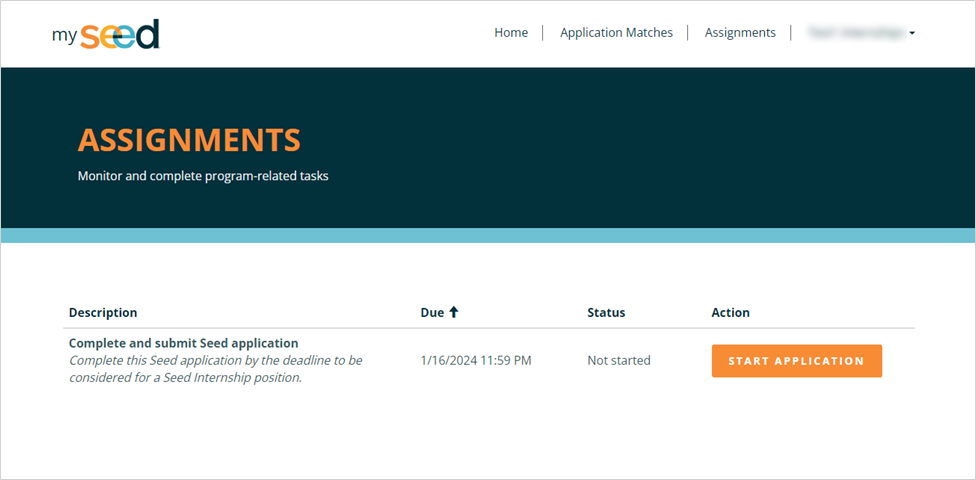 my seed
Home Application Matches Assignments
ASSIGNMENTS
Monitor and complete program-related tasks
Description Due Status Action
Complete and submit Seed application
Complete this Seed application by the deadline to be
considered for a Seed Internship position.
1/16/2024 11:59 PM
Not started
START APPLICATION